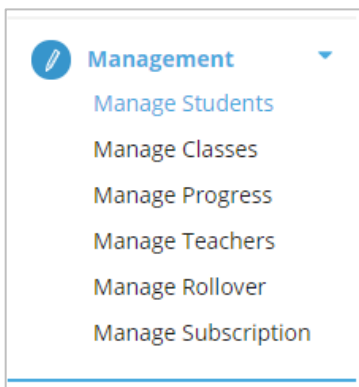 Management
Manage Students
Manage Classes
Manage Progress
Manage Teachers
Manage Rollover
Manage Subscription